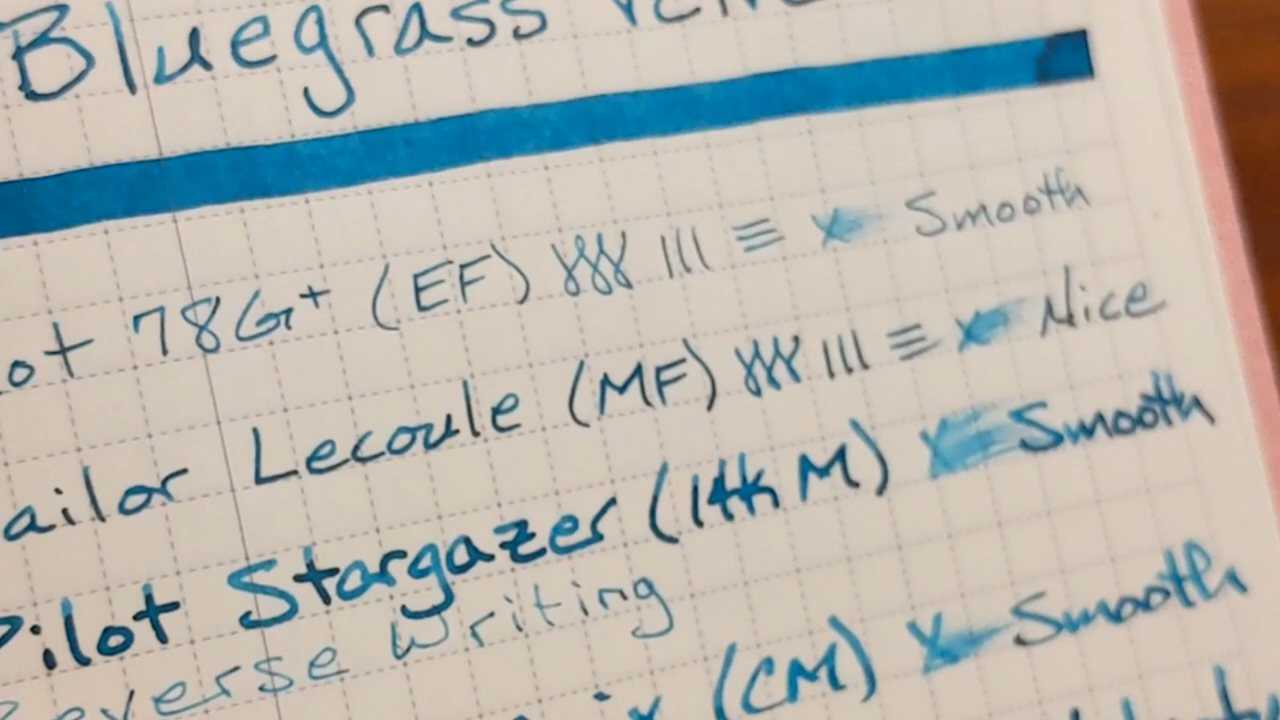 Bluegrass
ot 78G+ (EF) Smooth
ailor Lecoule (MF) Nice
Pilot Stargazer (14k M) Smooth
everse Writing
(CM) Smooth